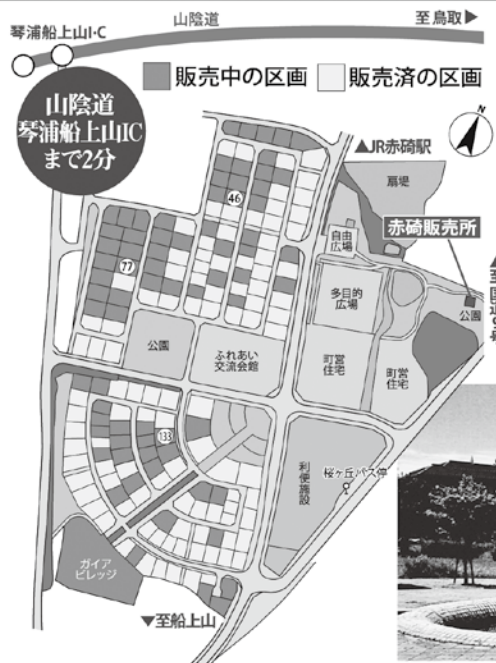 山陰道
至鳥取▶
琴浦船上山I・C
販売中の区画
販売済の区画
山陰道
琴浦船上山IC
まで2分
N
▲JR赤碕駅
扇堤
46
赤碕販売所
自由
広場
77
多目的
広場
公園
公園
ふれあい
交流会館
町営
住宅
町営
住宅
133
利便施設
桜ヶ丘バス停
ガイア
ビレッジ
▼至船上山